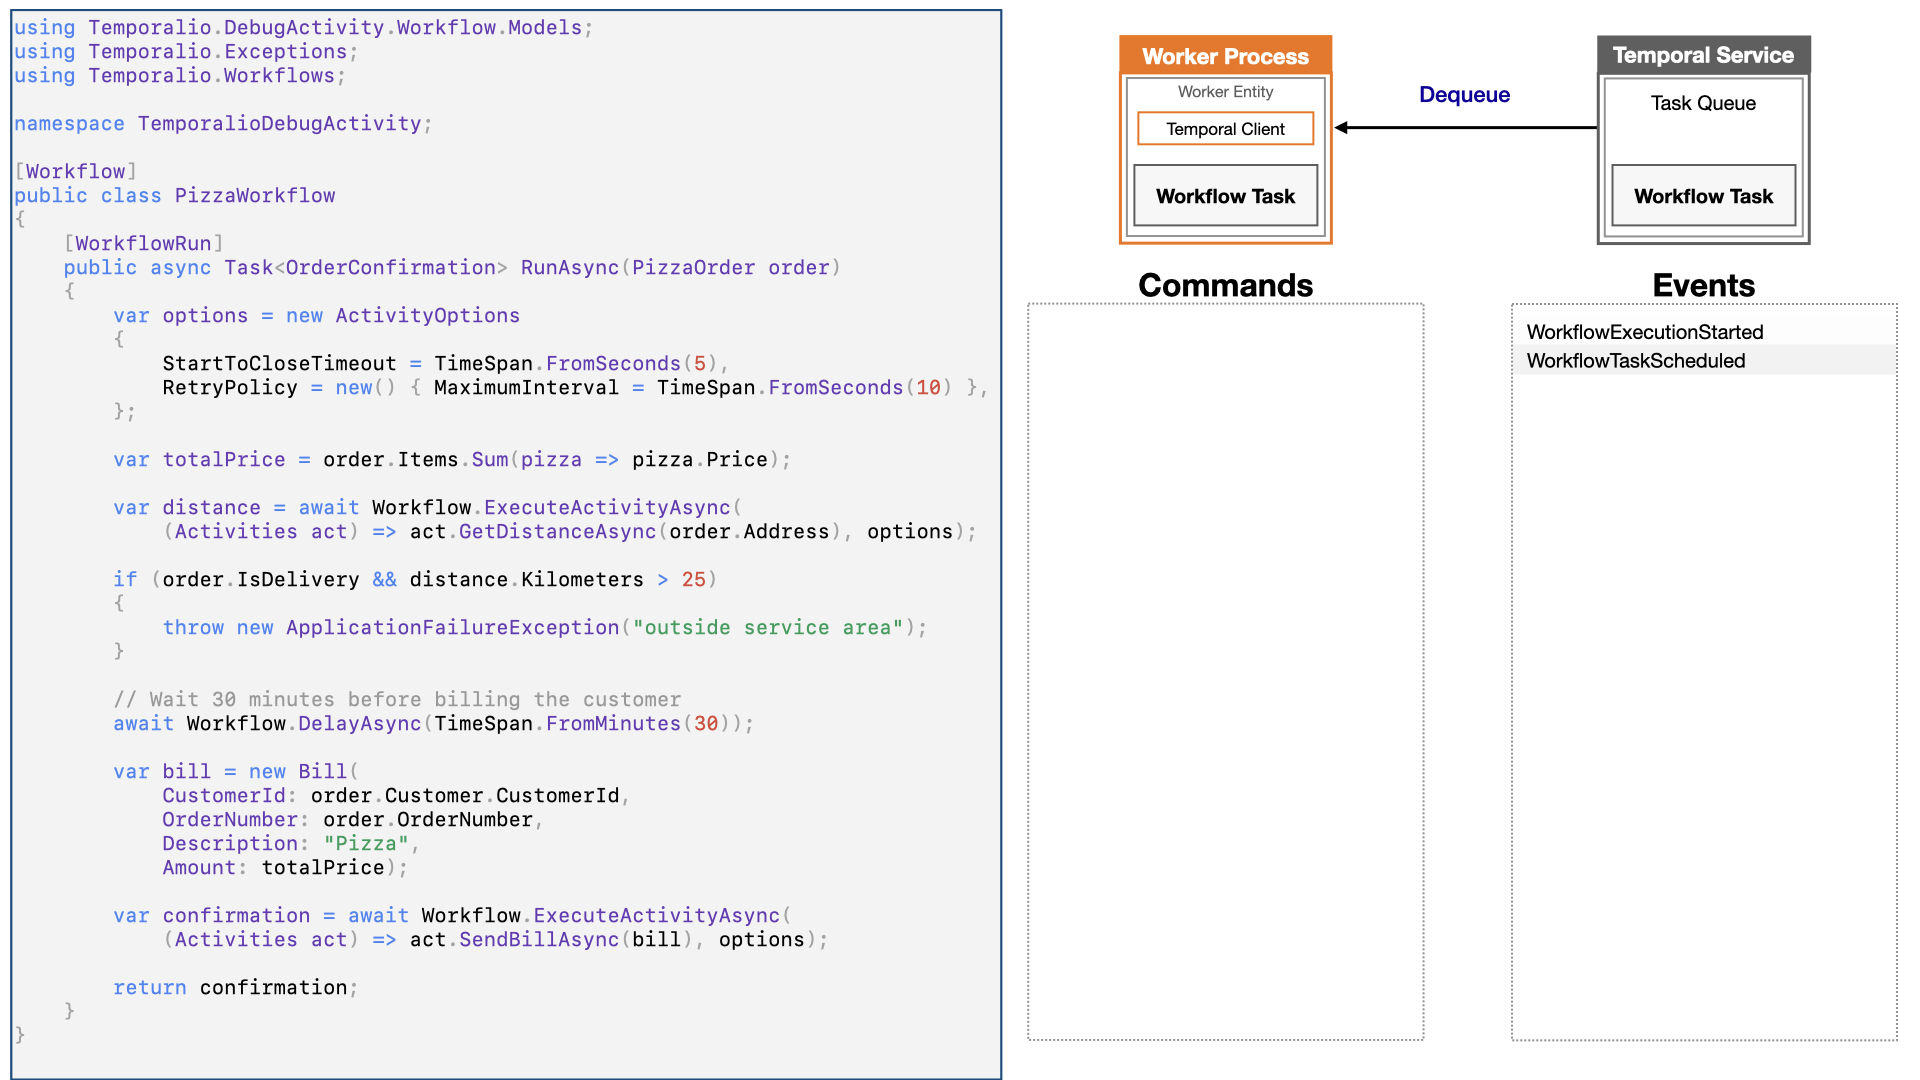 using Temporalio.DebugActivity.Workflow.Models;
using Temporalio.Exceptions;
using Temporalio.Workflows;

namespace TemporalioDebugActivity;

[Workflow]
public class PizzaWorkflow
{
    [WorkflowRun]
    public async Task<OrderConfirmation> RunAsync(PizzaOrder order)
    {
        var options = new ActivityOptions
        {
            StartToCloseTimeout = TimeSpan.FromSeconds(5),
            RetryPolicy = new() { MaximumInterval = TimeSpan.FromSeconds(10) },
        };

        var totalPrice = order.Items.Sum(pizza => pizza.Price);

        var distance = await Workflow.ExecuteActivityAsync(
            (Activities act) => act.GetDistanceAsync(order.Address), options);

        if (order.IsDelivery && distance.Kilometers > 25)
        {
            throw new ApplicationFailureException("outside service area");
        }

        // Wait 30 minutes before billing the customer
        await Workflow.DelayAsync(TimeSpan.FromMinutes(30));

        var bill = new Bill(
            CustomerId: order.Customer.CustomerId,
            OrderNumber: order.OrderNumber,
            Description: "Pizza",
            Amount: totalPrice);

        var confirmation = await Workflow.ExecuteActivityAsync(
            (Activities act) => act.SendBillAsync(bill), options);

        return confirmation;
    }
}
Worker Process
Worker Entity
Temporal Client
Workflow Task
Dequeue
Temporal Service
Task Queue
Workflow Task
Commands
Events
WorkflowExecutionStarted
WorkflowTaskScheduled